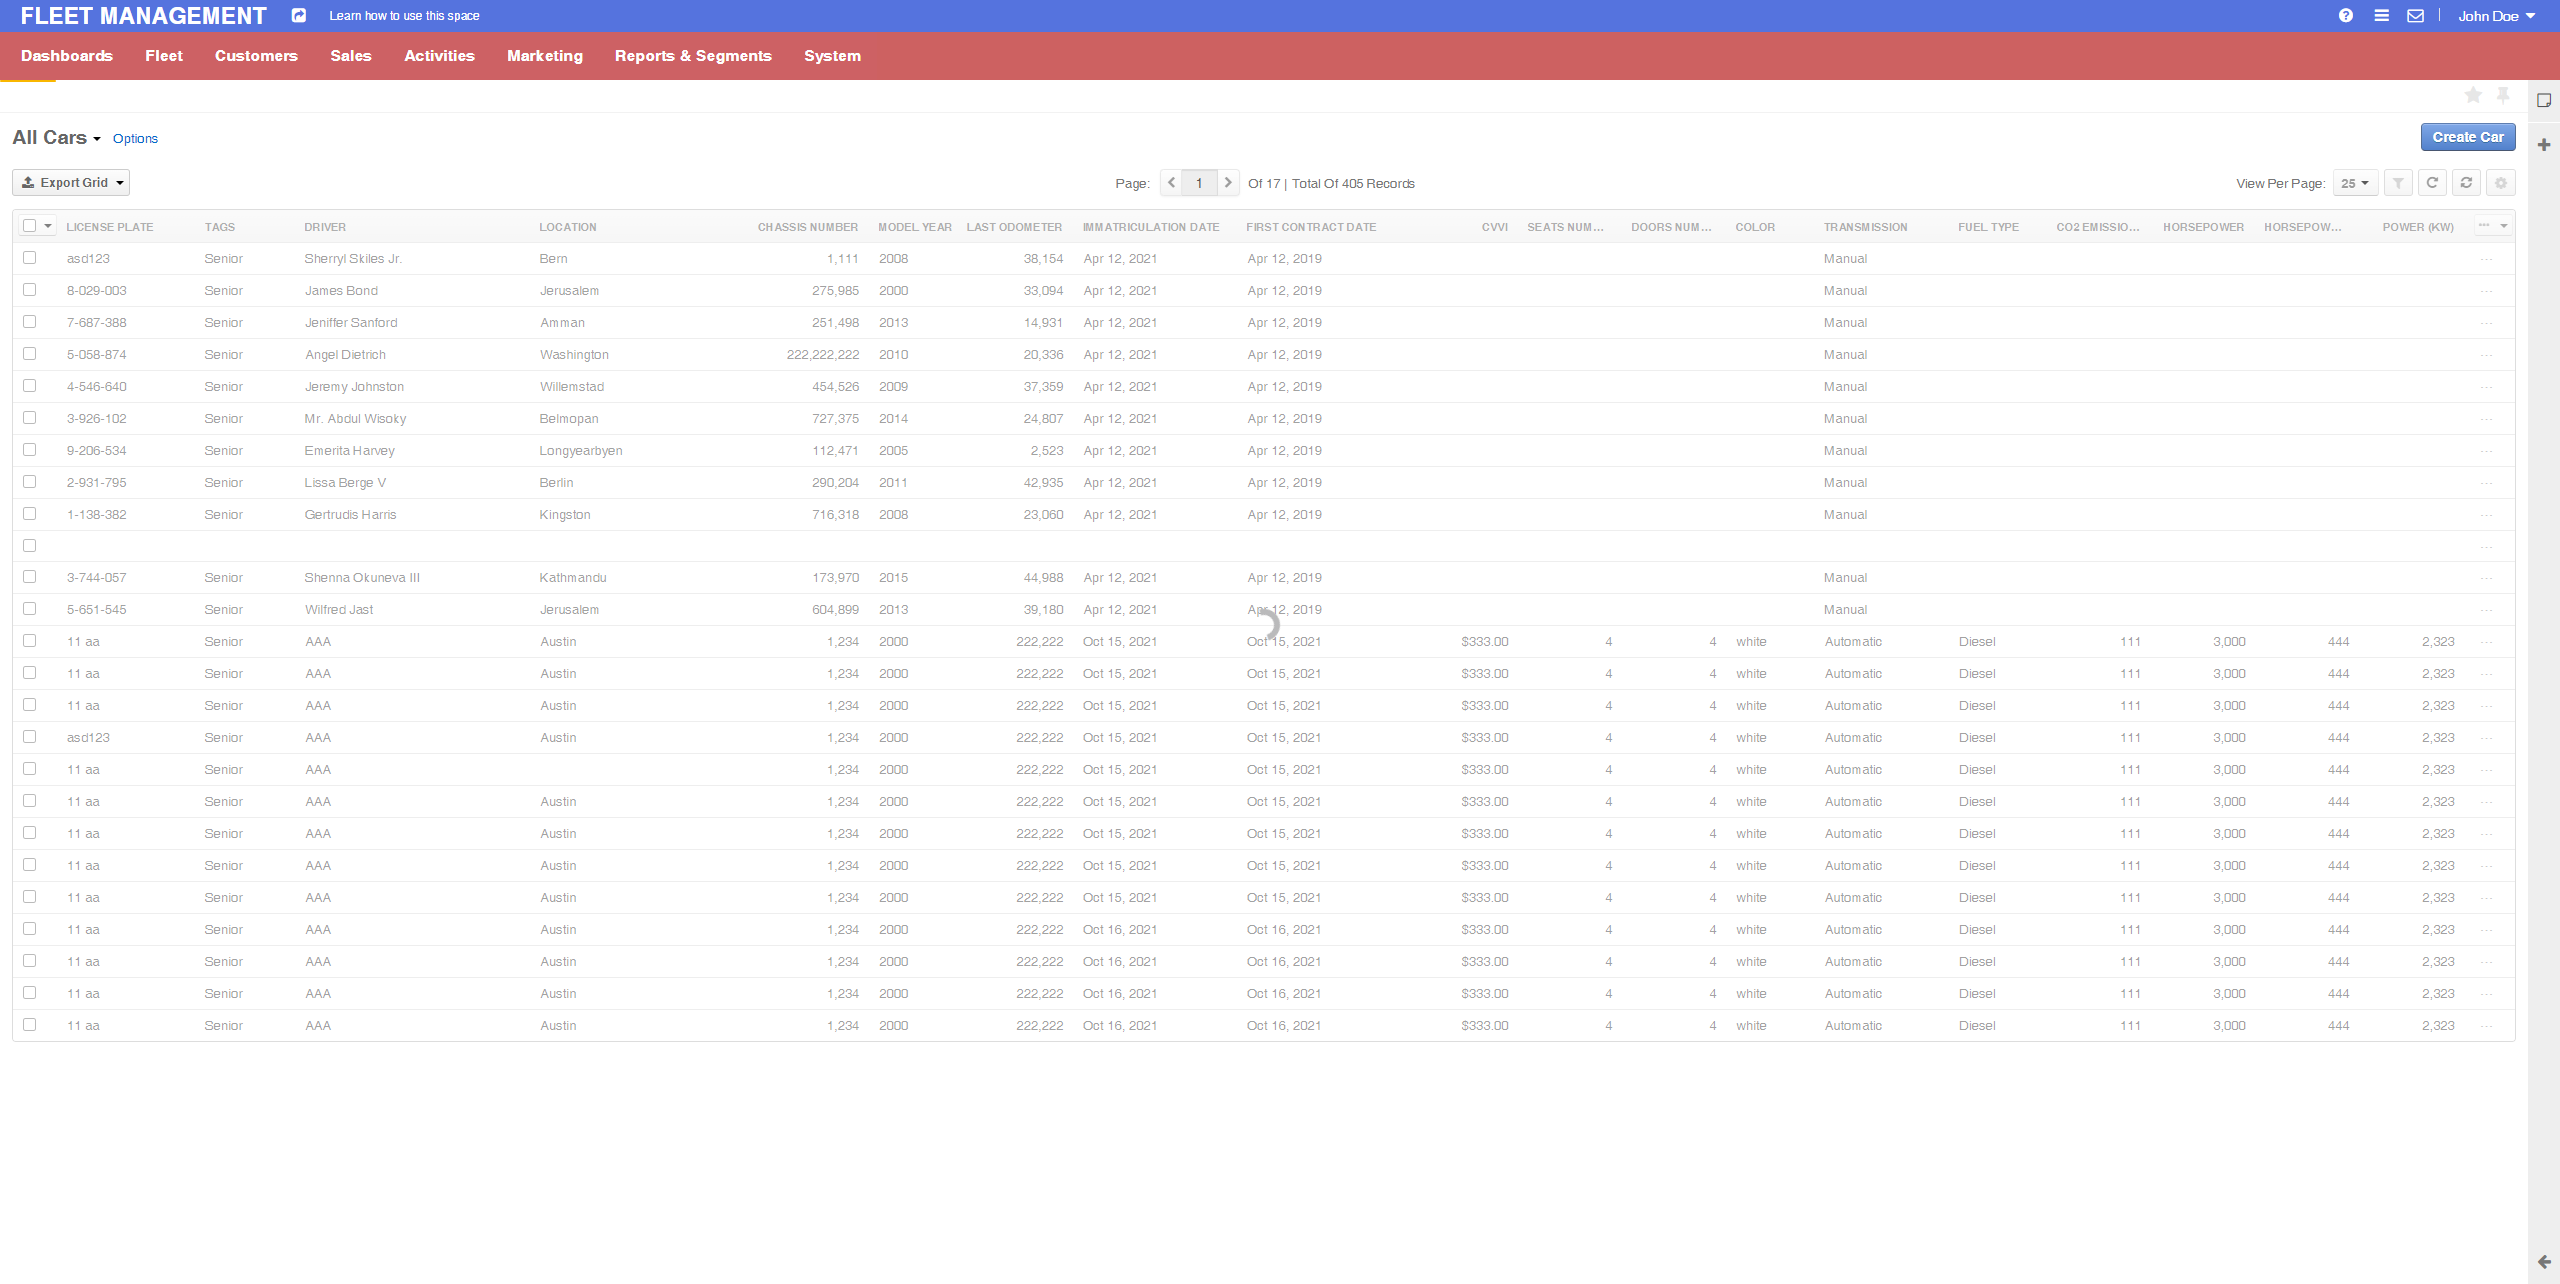 FLEET MANAGEMENT Learn how to use this space John Doe
Dashboards Fleet Customers Sales Activities Marketing Reports & Segments System
All Cars Options Create Car
Export Grid Page: 1 Of 17 | Total Of 405 Records View Per Page: 25
LICENSE PLATE TAGS DRIVER LOCATION CHASSIS NUMBER MODEL YEAR LAST ODOMETER IMMATRICULATION DATE FIRST CONTRACT DATE CVVI SEATS NUM... DOORS NUM... COLOR TRANSMISSION FUEL TYPE CO2 EMISSIO... HORSEPOWER HORSEPOW... POWER (KW)
asd123 Senior Sherryl Skiles Jr. Bern 1,111 2008 38,154 Apr 12, 2021 Apr 12, 2019 Manual
8-029-003 Senior James Bond Jerusalem 275,985 2000 33,094 Apr 12, 2021 Apr 12, 2019 Manual
7-687-388 Senior Jeniffer Sanford Amman 251,498 2013 14,931 Apr 12, 2021 Apr 12, 2019 Manual
5-058-874 Senior Angel Dietrich Washington 222,222,222 2010 20,336 Apr 12, 2021 Apr 12, 2019 Manual
4-546-640 Senior Jeremy Johnston Willemstad 454,526 2009 37,359 Apr 12, 2021 Apr 12, 2019 Manual
3-926-102 Senior Mr. Abdul Wisoky Belmopan 727,375 2014 24,807 Apr 12, 2021 Apr 12, 2019 Manual
9-206-534 Senior Emerita Harvey Longyearbyen 112,471 2005 2,523 Apr 12, 2021 Apr 12, 2019 Manual
2-931-795 Senior Lissa Berge V Berlin 290,204 2011 42,935 Apr 12, 2021 Apr 12, 2019 Manual
1-138-382 Senior Gertrudis Harris Kingston 716,318 2008 23,060 Apr 12, 2021 Apr 12, 2019 Manual
3-744-057 Senior Shenna Okuneva III Kathmandu 173,970 2015 44,988 Apr 12, 2021 Apr 12, 2019 Manual
5-651-545 Senior Wilfred Jast Jerusalem 604,899 2013 39,180 Apr 12, 2021 Apr 12, 2019 Manual
11 aa Senior AAA Austin 1,234 2000 222,222 Oct 15, 2021 Oct 15, 2021 $333.00 4 4 white Automatic Diesel 111 3,000 444 2,323
11 aa Senior AAA Austin 1,234 2000 222,222 Oct 15, 2021 Oct 15, 2021 $333.00 4 4 white Automatic Diesel 111 3,000 444 2,323
11 aa Senior AAA Austin 1,234 2000 222,222 Oct 15, 2021 Oct 15, 2021 $333.00 4 4 white Automatic Diesel 111 3,000 444 2,323
asd123 Senior AAA Austin 1,234 2000 222,222 Oct 15, 2021 Oct 15, 2021 $333.00 4 4 white Automatic Diesel 111 3,000 444 2,323
11 aa Senior AAA 1,234 2000 222,222 Oct 15, 2021 Oct 15, 2021 $333.00 4 4 white Automatic Diesel 111 3,000 444 2,323
11 aa Senior AAA Austin 1,234 2000 222,222 Oct 15, 2021 Oct 15, 2021 $333.00 4 4 white Automatic Diesel 111 3,000 444 2,323
11 aa Senior AAA Austin 1,234 2000 222,222 Oct 15, 2021 Oct 15, 2021 $333.00 4 4 white Automatic Diesel 111 3,000 444 2,323
11 aa Senior AAA Austin 1,234 2000 222,222 Oct 15, 2021 Oct 15, 2021 $333.00 4 4 white Automatic Diesel 111 3,000 444 2,323
11 aa Senior AAA Austin 1,234 2000 222,222 Oct 15, 2021 Oct 15, 2021 $333.00 4 4 white Automatic Diesel 111 3,000 444 2,323
11 aa Senior AAA Austin 1,234 2000 222,222 Oct 16, 2021 Oct 16, 2021 $333.00 4 4 white Automatic Diesel 111 3,000 444 2,323
11 aa Senior AAA Austin 1,234 2000 222,222 Oct 16, 2021 Oct 16, 2021 $333.00 4 4 white Automatic Diesel 111 3,000 444 2,323
11 aa Senior AAA Austin 1,234 2000 222,222 Oct 16, 2021 Oct 16, 2021 $333.00 4 4 white Automatic Diesel 111 3,000 444 2,323
11 aa Senior AAA Austin 1,234 2000 222,222 Oct 16, 2021 Oct 16, 2021 $333.00 4 4 white Automatic Diesel 111 3,000 444 2,323